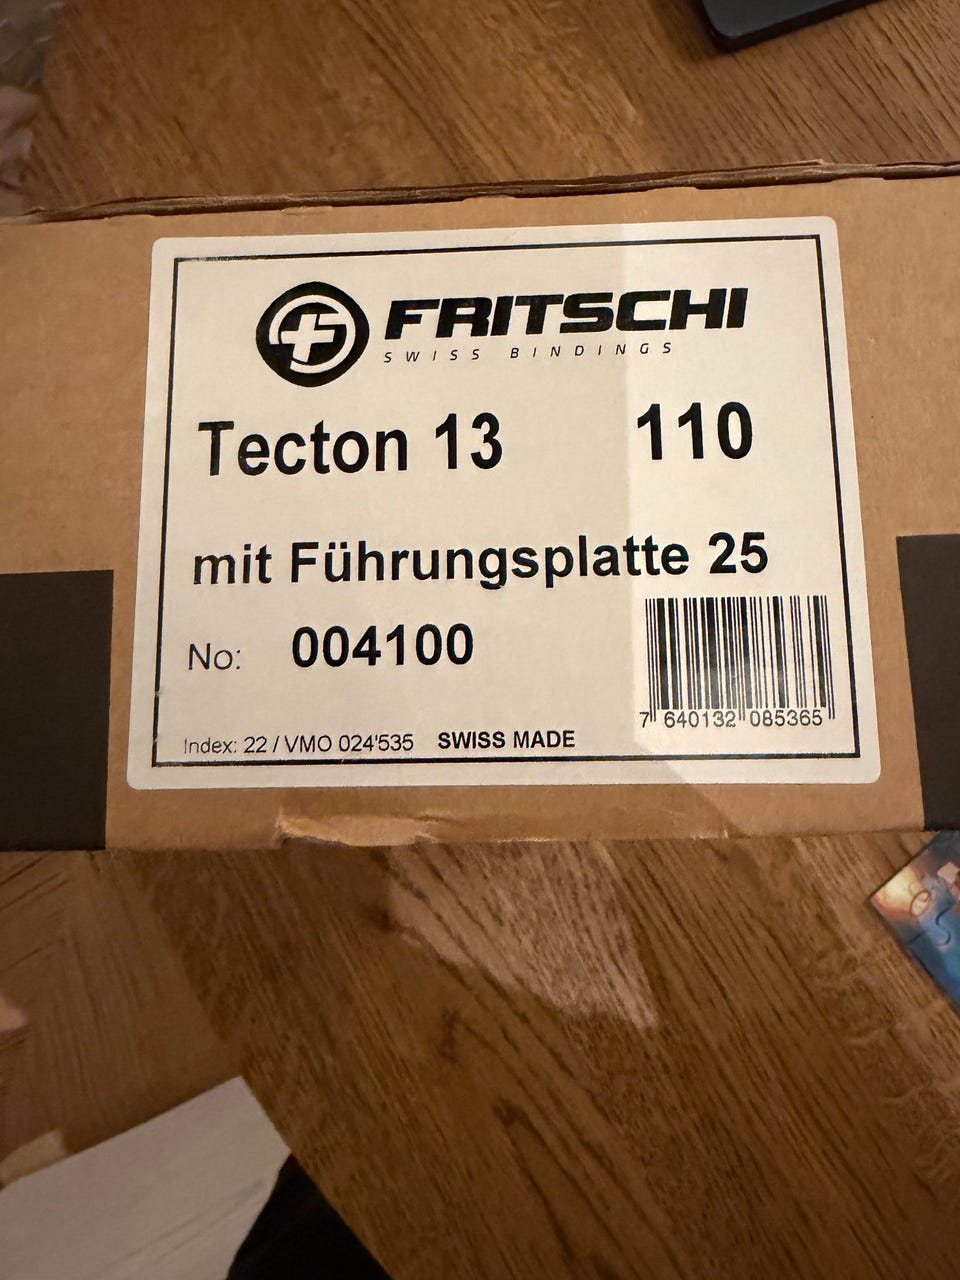 FRITSCHI
SWISS BINDINGS
Tecton 13 110
mit Führungsplatte 25
No: 004100
7 640132 085365
Index: 22 / VMO 024'535 SWISS MADE